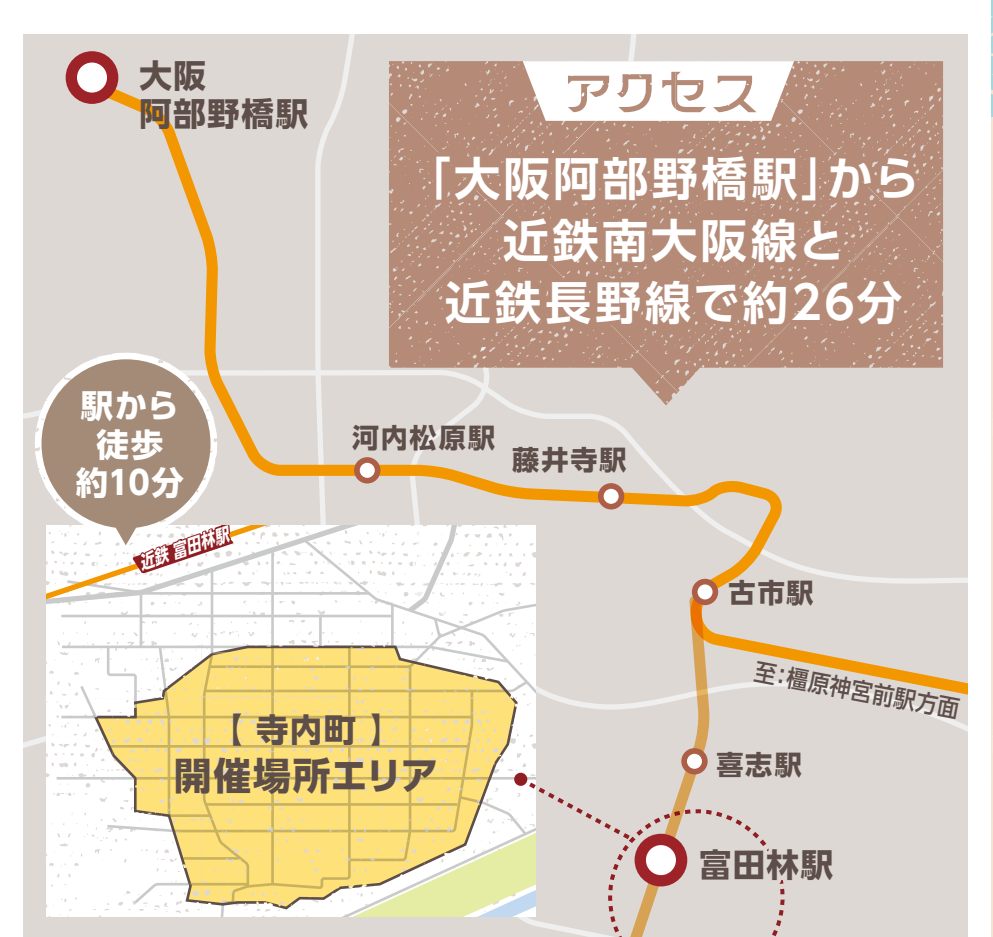 大阪
阿部野橋駅
アクセス
「大阪阿部野橋駅」から
近鉄南大阪線と
近鉄長野線で約26分
駅から
徒歩
約10分
河内松原駅
藤井寺駅
近鉄 富田林駅
古市駅
至:橿原神宮前駅方面
【 寺内町 】
開催場所エリア
喜志駅
富田林駅